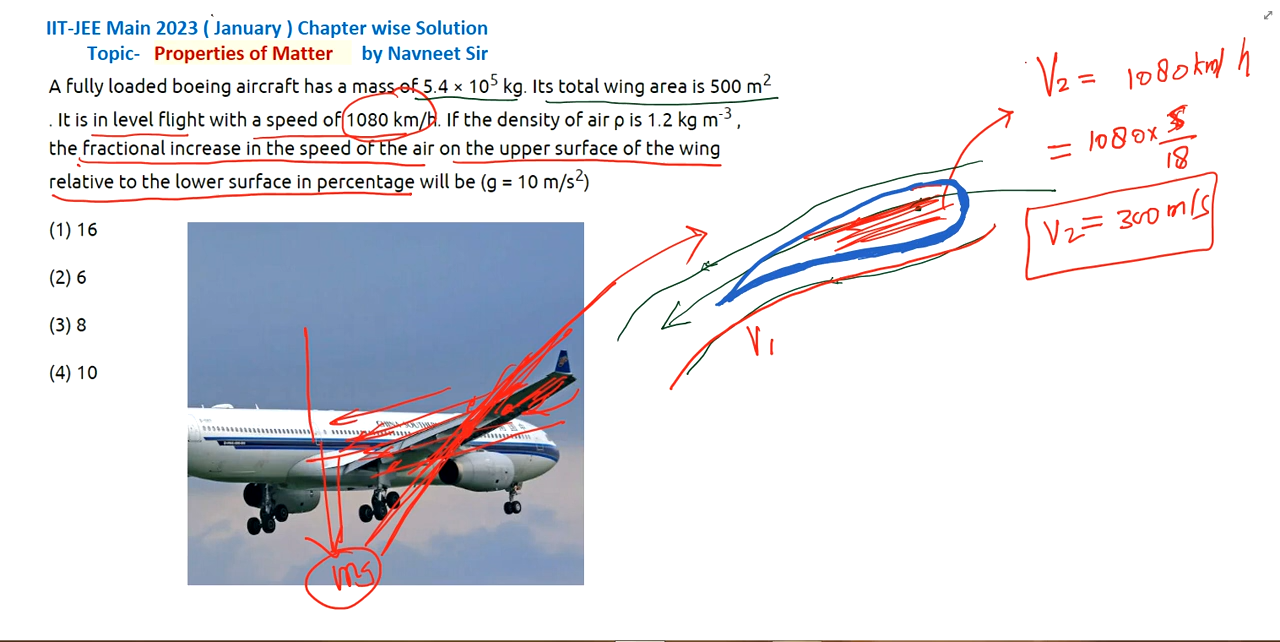 IIT-JEE Main 2023 ( January ) Chapter wise Solution
Topic- Properties of Matter by Navneet Sir
A fully loaded boeing aircraft has a mass of 5.4 × 10⁵ kg. Its total wing area is 500 m²
. It is in level flight with a speed of 1080 km/h. If the density of air ρ is 1.2 kg m⁻³ ,
the fractional increase in the speed of the air on the upper surface of the wing
relative to the lower surface in percentage will be (g = 10 m/s²)
(1) 16
(2) 6
(3) 8
(4) 10
V₂ = 1080 km/h
= 1080 × 5/18
V₂ = 300 m/s
V₁
mg